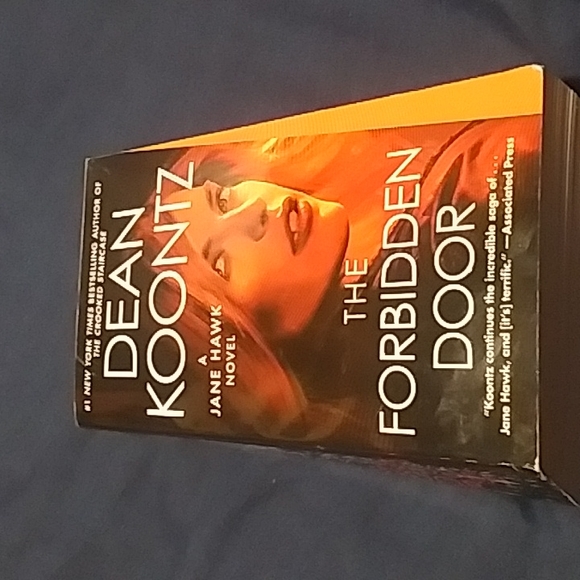 #1 NEW YORK TIMES BESTSELLING AUTHOR OF
THE CROOKED STAIRCASE
DEAN
KOONTZ
A
JANE HAWK
NOVEL
THE
FORBIDDEN
DOOR
"Koontz continues the incredible saga of . . .
Jane Hawk, and [it's] terrific." —Associated Press